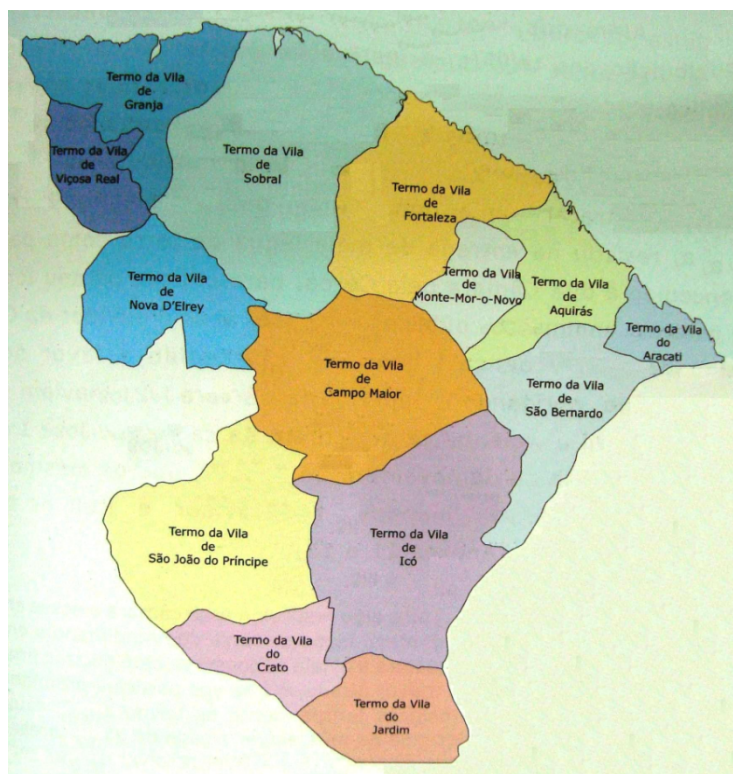 Termo da Vila
de
Granja
Termo da Vila
de
Viçosa Real
Termo da Vila
de
Sobral
Termo da Vila
de
Fortaleza
Termo da Vila
de
Nova D'Elrey
Termo da Vila
de
Monte-Mor-o-Novo
Termo da Vila
de
Aquirás
Termo da Vila
do
Aracati
Termo da Vila
de
Campo Maior
Termo da Vila
de
São Bernardo
Termo da Vila
de
São João do Príncipe
Termo da Vila
de
Icó
Termo da Vila
do
Crato
Termo da Vila
do
Jardim